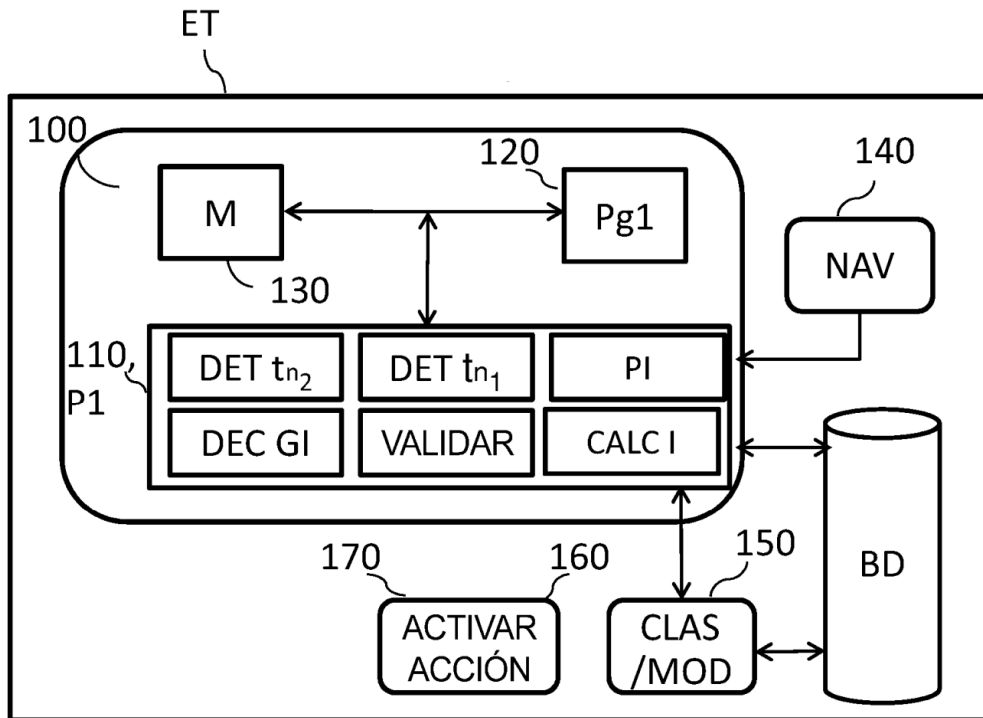 ET
100
120
140
M
Pg1
NAV
130
110,
P1
DET tn2
DET tn1
PI
DEC GI
VALIDAR
CALC I
170
160
150
BD
ACTIVAR
ACCIÓN
CLAS
/MOD